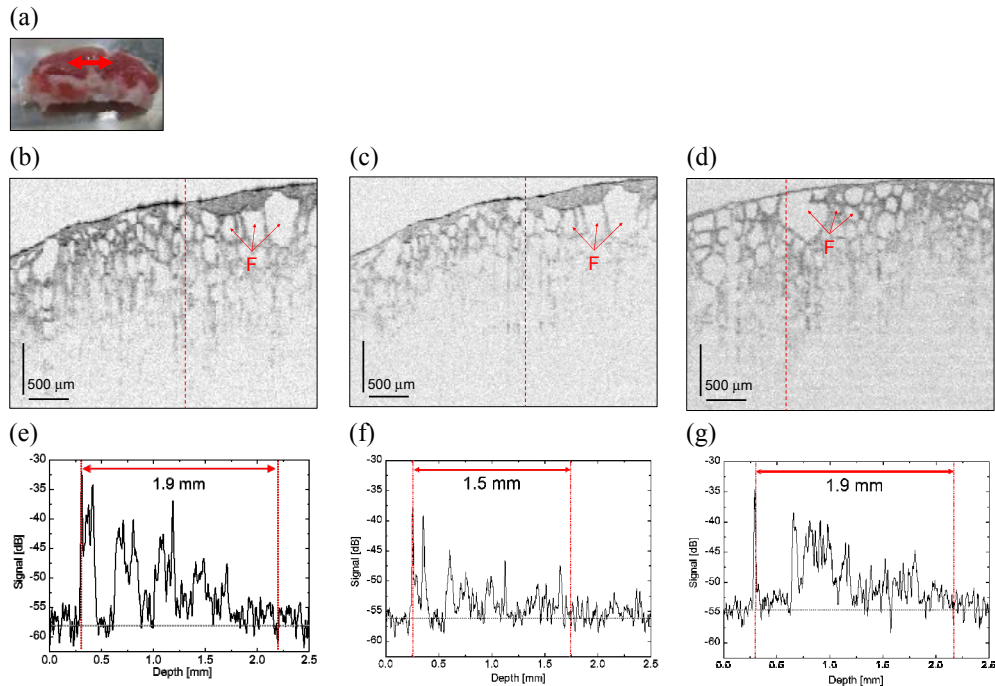 (a)
(b)
(c)
(d)
F
F
F
500 µm
500 µm
500 µm
(e)
(f)
(g)
-30
-35
-40
-45
-50
-55
-60
Signal [dB]
1.9 mm
0.0 0.5 1.0 1.5 2.0 2.5
Depth [mm]
-30
-35
-40
-45
-50
-55
-60
Signal [dB]
1.5 mm
0.0 0.5 1.0 1.5 2.0 2.5
Depth [mm]
-30
-35
-40
-45
-50
-55
-60
Signal [dB]
1.9 mm
0.0 0.5 1.0 1.5 2.0 2.5
Depth [mm]